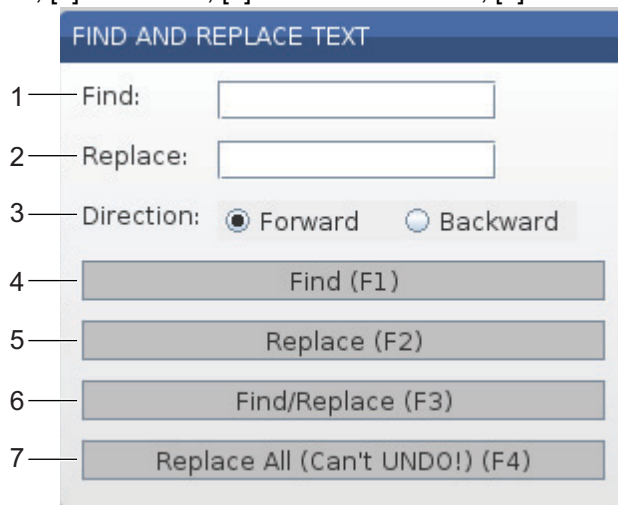 FIND AND REPLACE TEXT
1 Find:
2 Replace:
3 Direction: Forward Backward
4 Find (F1)
5 Replace (F2)
6 Find/Replace (F3)
7 Replace All (Can't UNDO!) (F4)